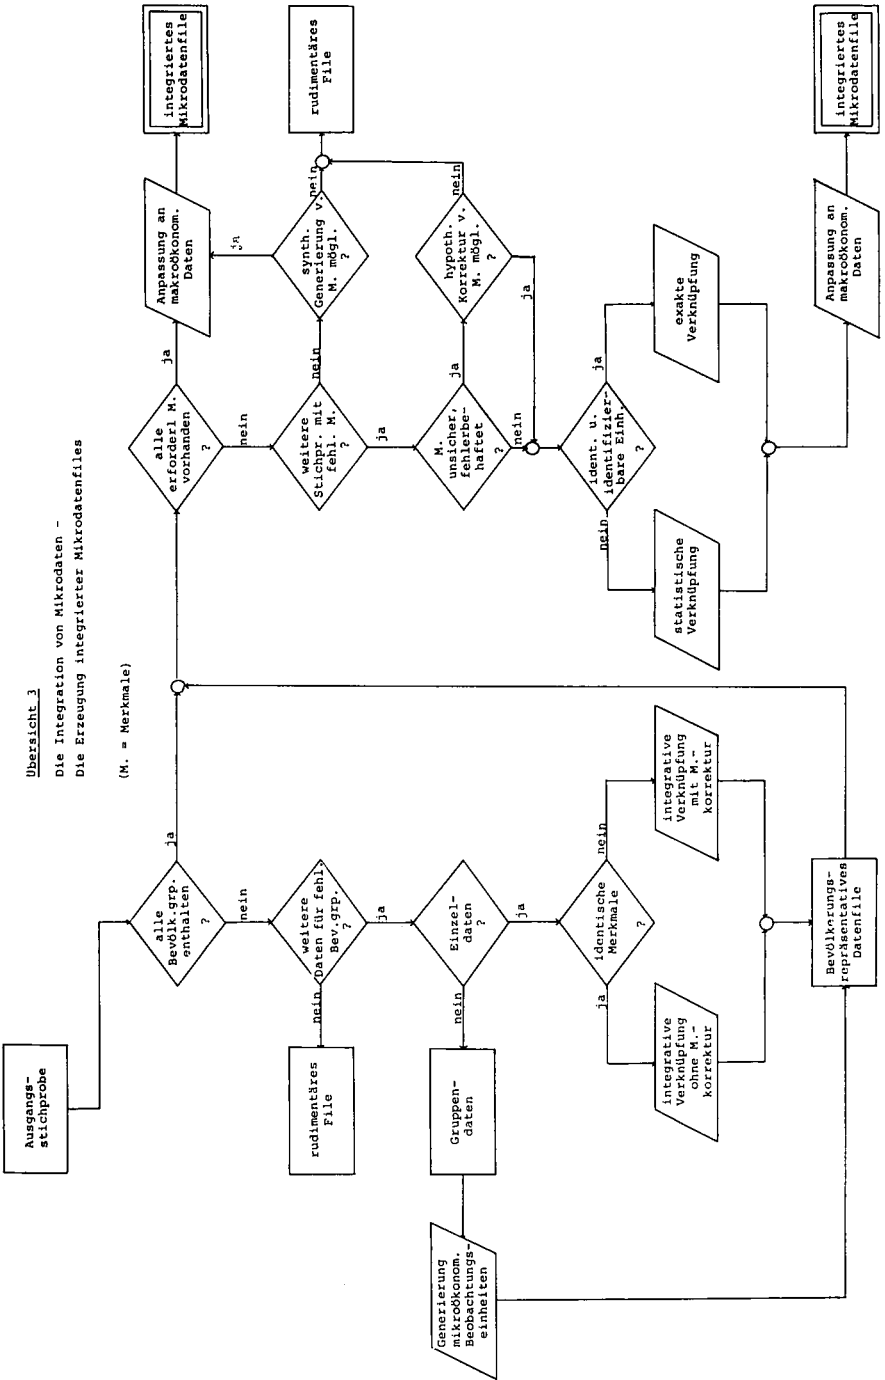 Übersicht 3
Die Integration von Mikrodaten -
Die Erzeugung integrierter Mikrodatenfiles
(M. = Merkmale)
Ausgangs-
stichprobe
alle
Bevölk.grp.
enthalten
?
ja
nein
weitere
Daten für fehl.
Bev.grp.
?
nein
ja
rudimentäres
File
Einzel-
daten
?
nein
ja
Gruppen-
daten
Generierung
mikroökonom.
Beobachtungs-
einheiten
identische
Merkmale
?
ja
nein
integrative
Verknüpfung
ohne M.-
korrektur
integrative
Verknüpfung
mit M.-
korrektur
Bevölkerungs-
repräsentatives
Datenfile
alle
erforderl M.
vorhanden
?
ja
nein
Anpassung an
makroökonom.
Daten
integriertes
Mikrodatenfile
weitere
Stichpr. mit
fehl. M.
?
nein
ja
synth.
Generierung v.
M. mögl.
?
ja
nein
rudimentäres
File
M.
unsicher,
fehlerbe-
haftet
?
ja
nein
hypoth.
Korrektur v.
M. mögl.
?
nein
ja
ident. u.
identifizier-
bare Einh.
?
nein
ja
statistische
Verknüpfung
exakte
Verknüpfung
Anpassung an
makroökonom.
Daten
integriertes
Mikrodatenfile